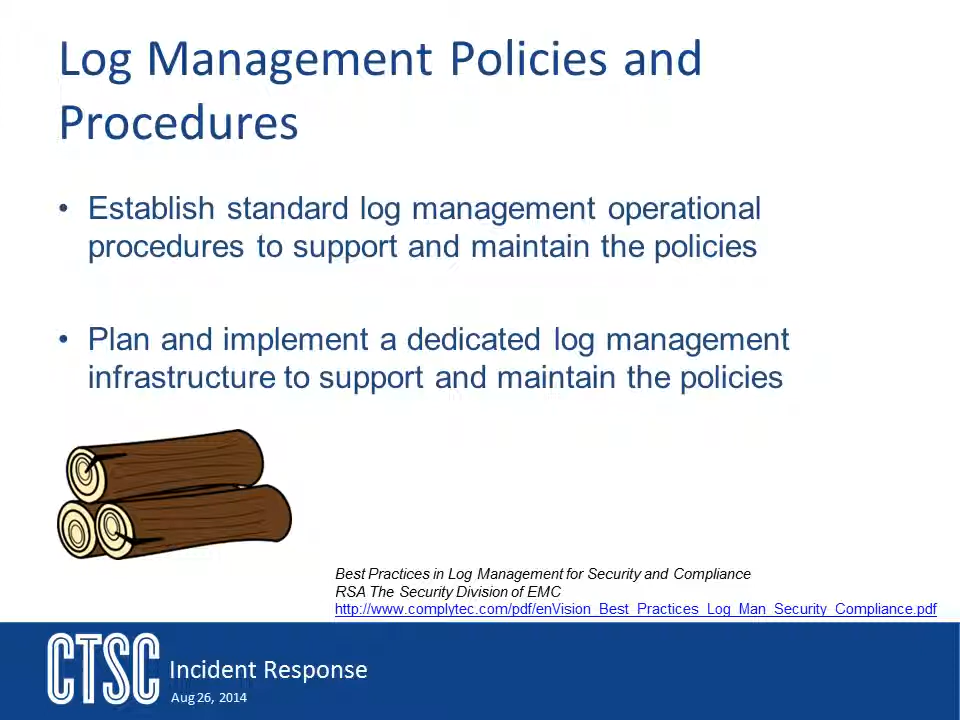 Log Management Policies and
Procedures
• Establish standard log management operational
procedures to support and maintain the policies
• Plan and implement a dedicated log management
infrastructure to support and maintain the policies
Best Practices in Log Management for Security and Compliance
RSA The Security Division of EMC
http://www.complytec.com/pdf/enVision_Best_Practices_Log_Man_Security_Compliance.pdf
CTSC Incident Response
Aug 26, 2014